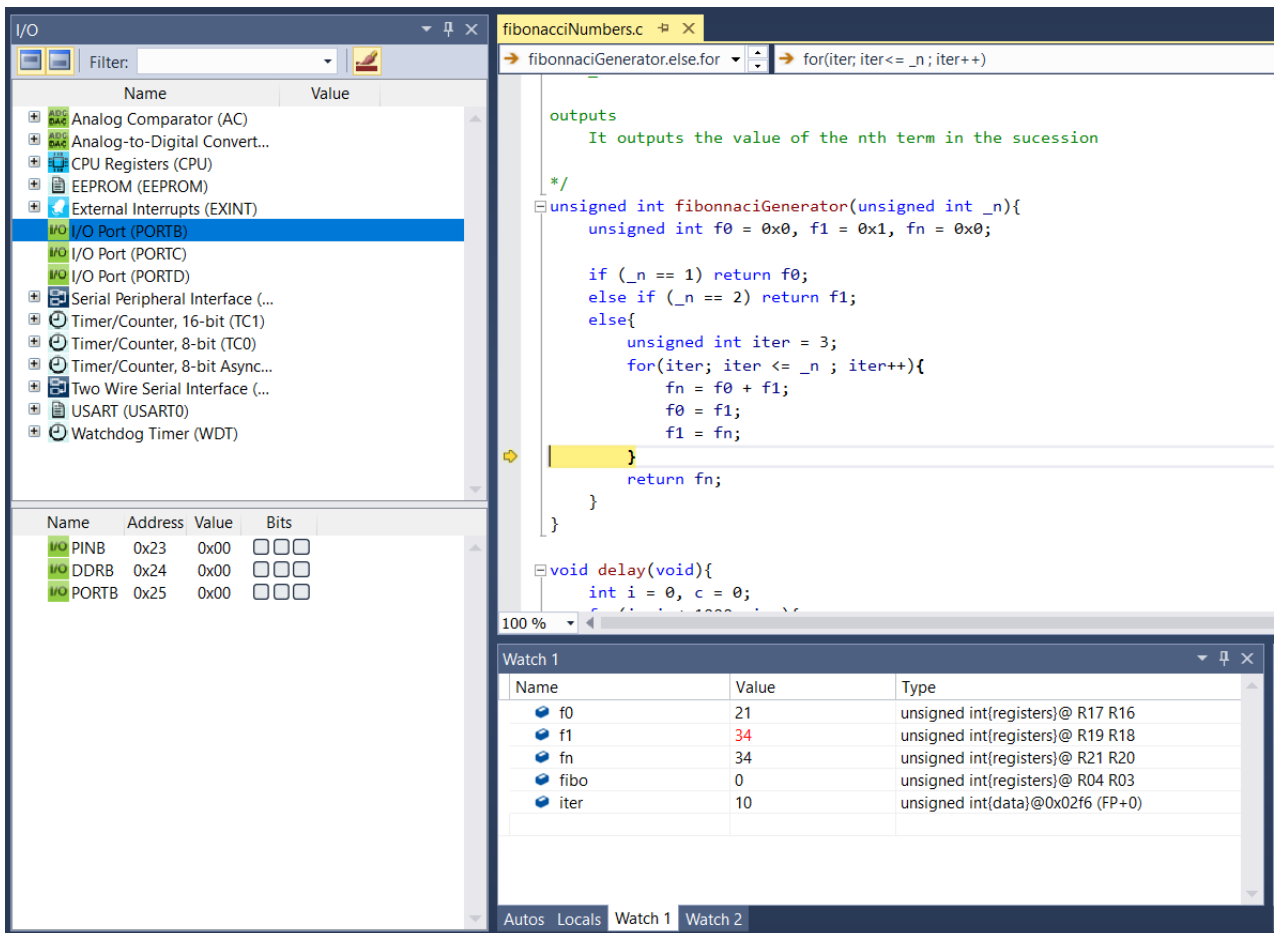 I/O
Filter:
Name Value
Analog Comparator (AC)
Analog-to-Digital Convert...
CPU Registers (CPU)
EEPROM (EEPROM)
External Interrupts (EXINT)
I/O Port (PORTB)
I/O Port (PORTC)
I/O Port (PORTD)
Serial Peripheral Interface (...
Timer/Counter, 16-bit (TC1)
Timer/Counter, 8-bit (TC0)
Timer/Counter, 8-bit Async...
Two Wire Serial Interface (...
USART (USART0)
Watchdog Timer (WDT)
Name Address Value Bits
I/O PINB 0x23 0x00
I/O DDRB 0x24 0x00
I/O PORTB 0x25 0x00
fibonacciNumbers.c
fibonnaciGenerator.else.for
for(iter; iter<= _n ; iter++)
outputs
It outputs the value of the nth term in the sucession
*/
unsigned int fibonnaciGenerator(unsigned int _n){
unsigned int f0 = 0x0, f1 = 0x1, fn = 0x0;
if (_n == 1) return f0;
else if (_n == 2) return f1;
else{
unsigned int iter = 3;
for(iter; iter <= _n ; iter++){
fn = f0 + f1;
f0 = f1;
f1 = fn;
}
return fn;
}
}
void delay(void){
int i = 0, c = 0;
100 %
Watch 1
Name Value Type
f0 21 unsigned int{registers}@ R17 R16
f1 34 unsigned int{registers}@ R19 R18
fn 34 unsigned int{registers}@ R21 R20
fibo 0 unsigned int{registers}@ R04 R03
iter 10 unsigned int{data}@0x02f6 (FP+0)
Autos Locals Watch 1 Watch 2